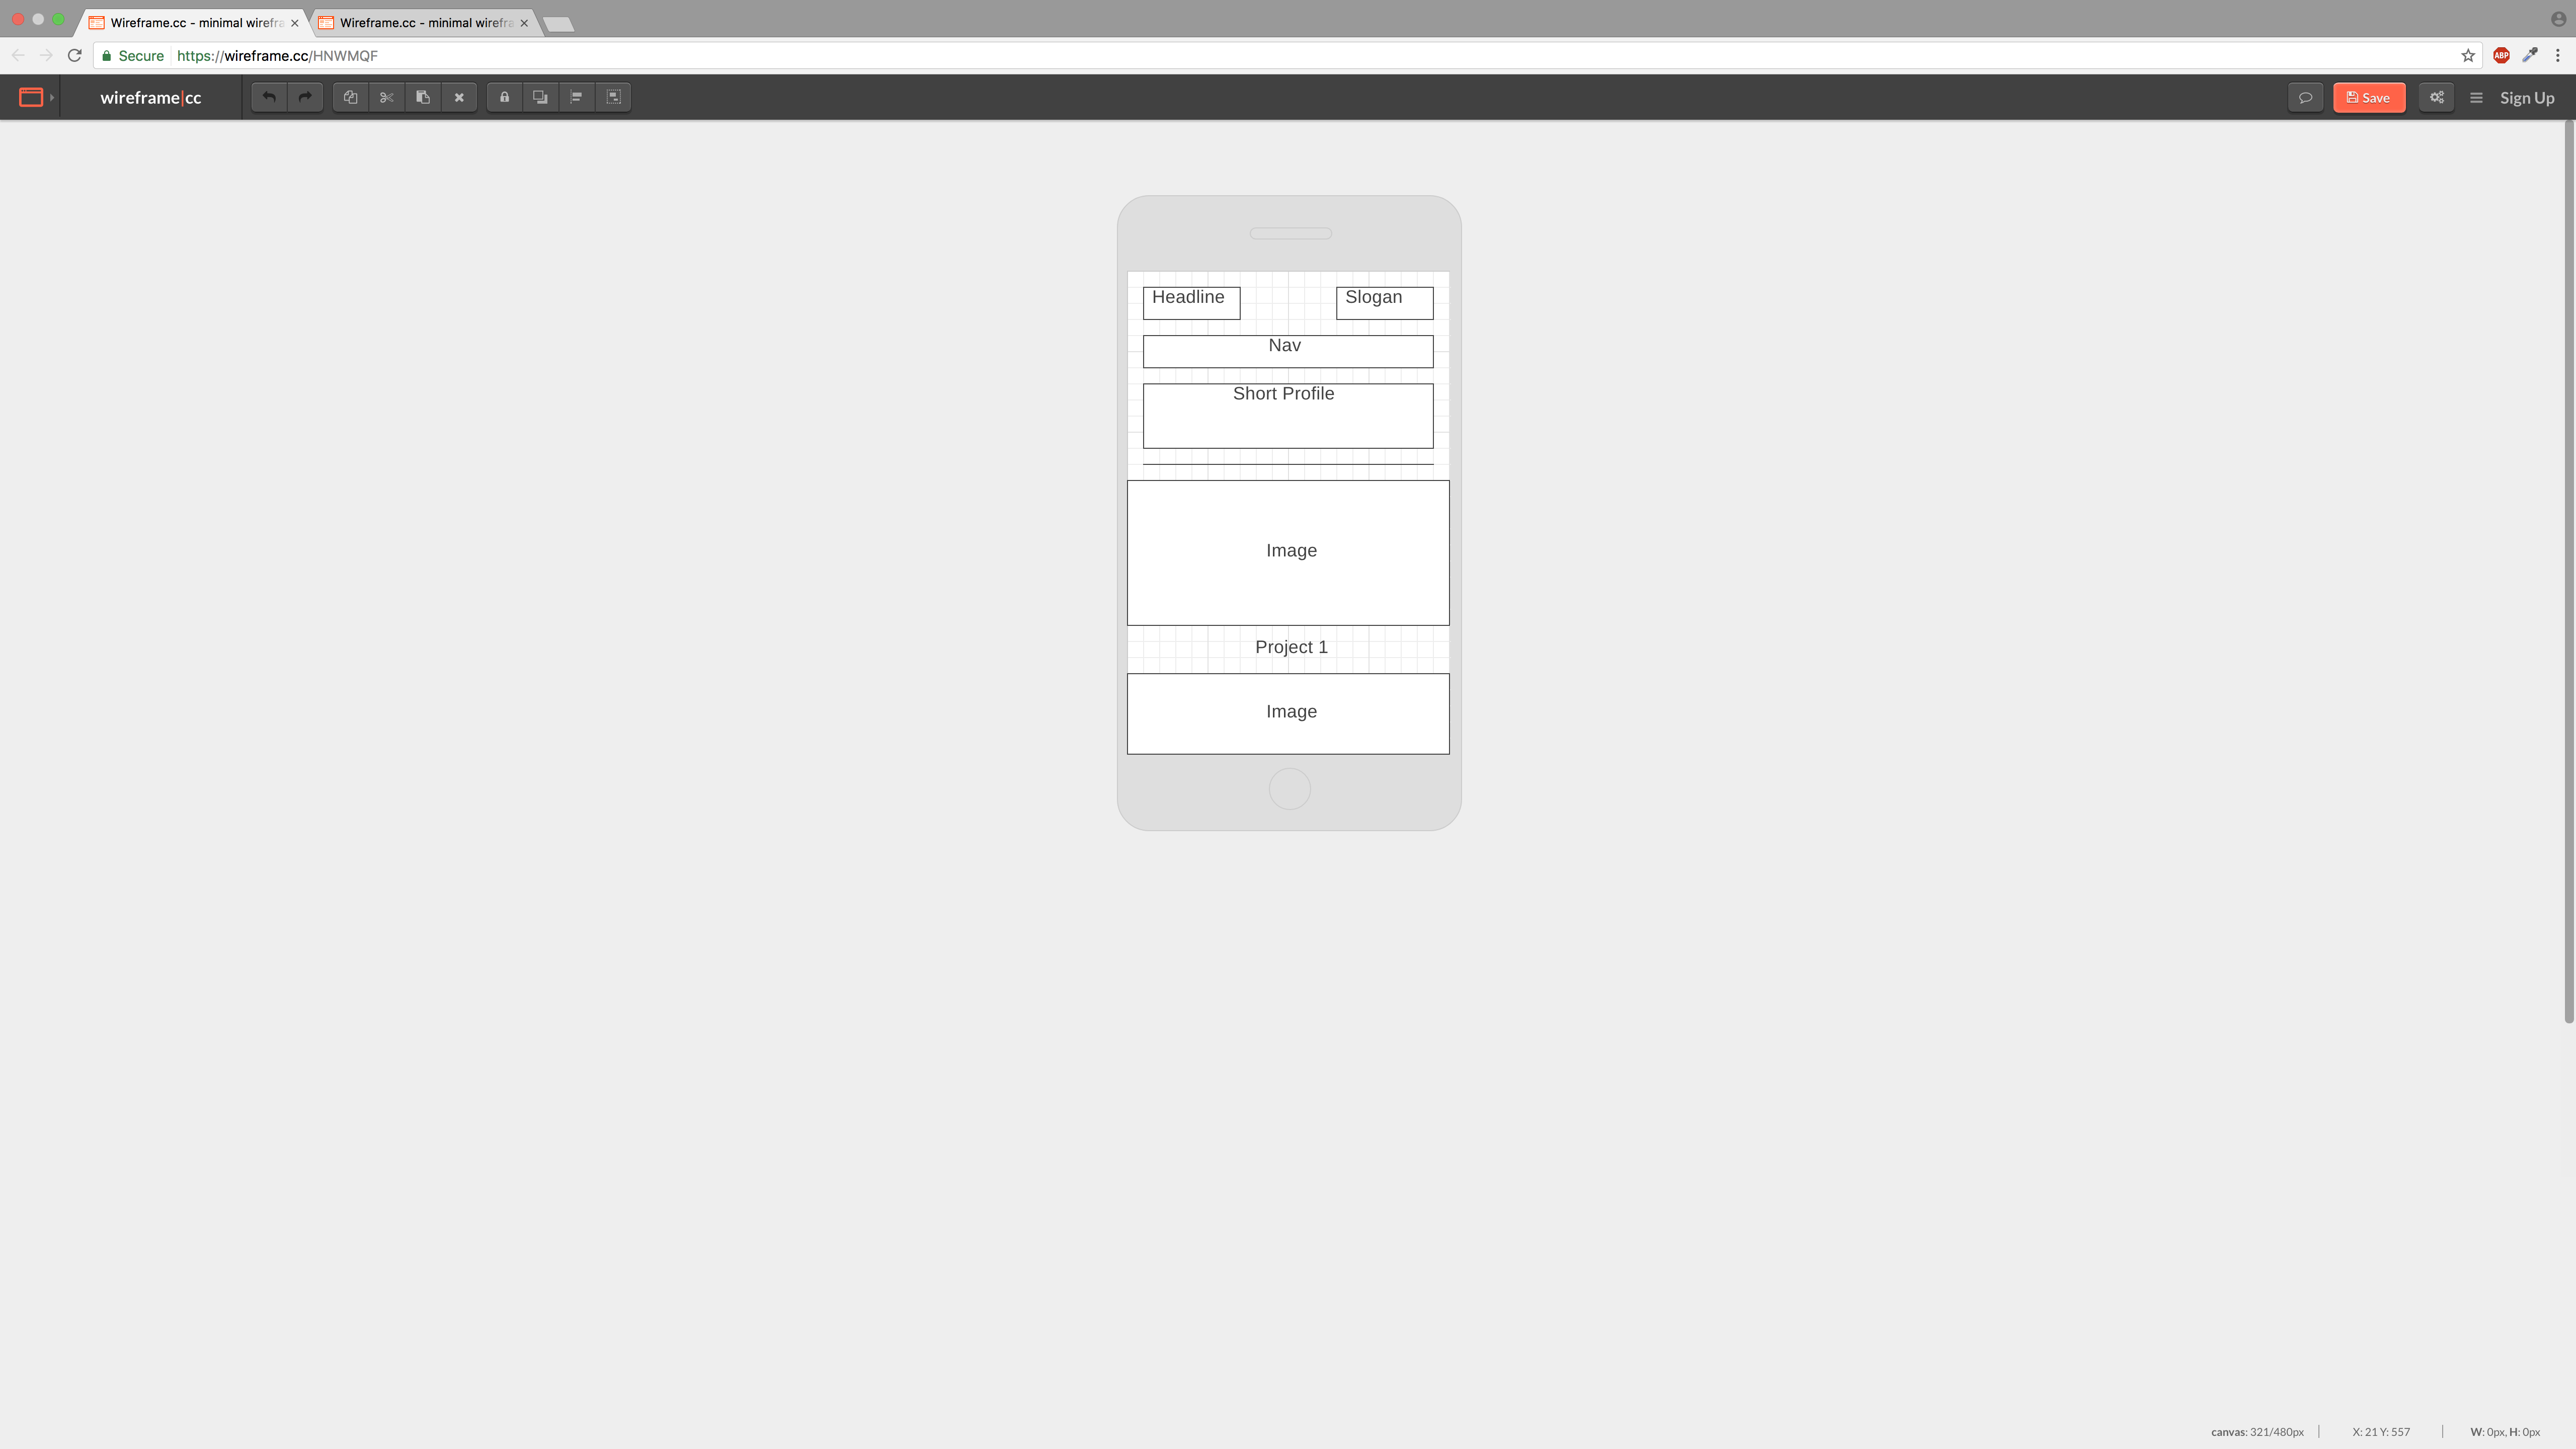 Wireframe.cc - minimal wirefra
Wireframe.cc - minimal wirefra
Secure https://wireframe.cc/HNWMQF
ABP
wireframe|cc
Save
Sign Up
Headline Slogan
Nav
Short Profile
Image
Project 1
Image
canvas: 321/480px X: 21 Y: 557 W: 0px, H: 0px